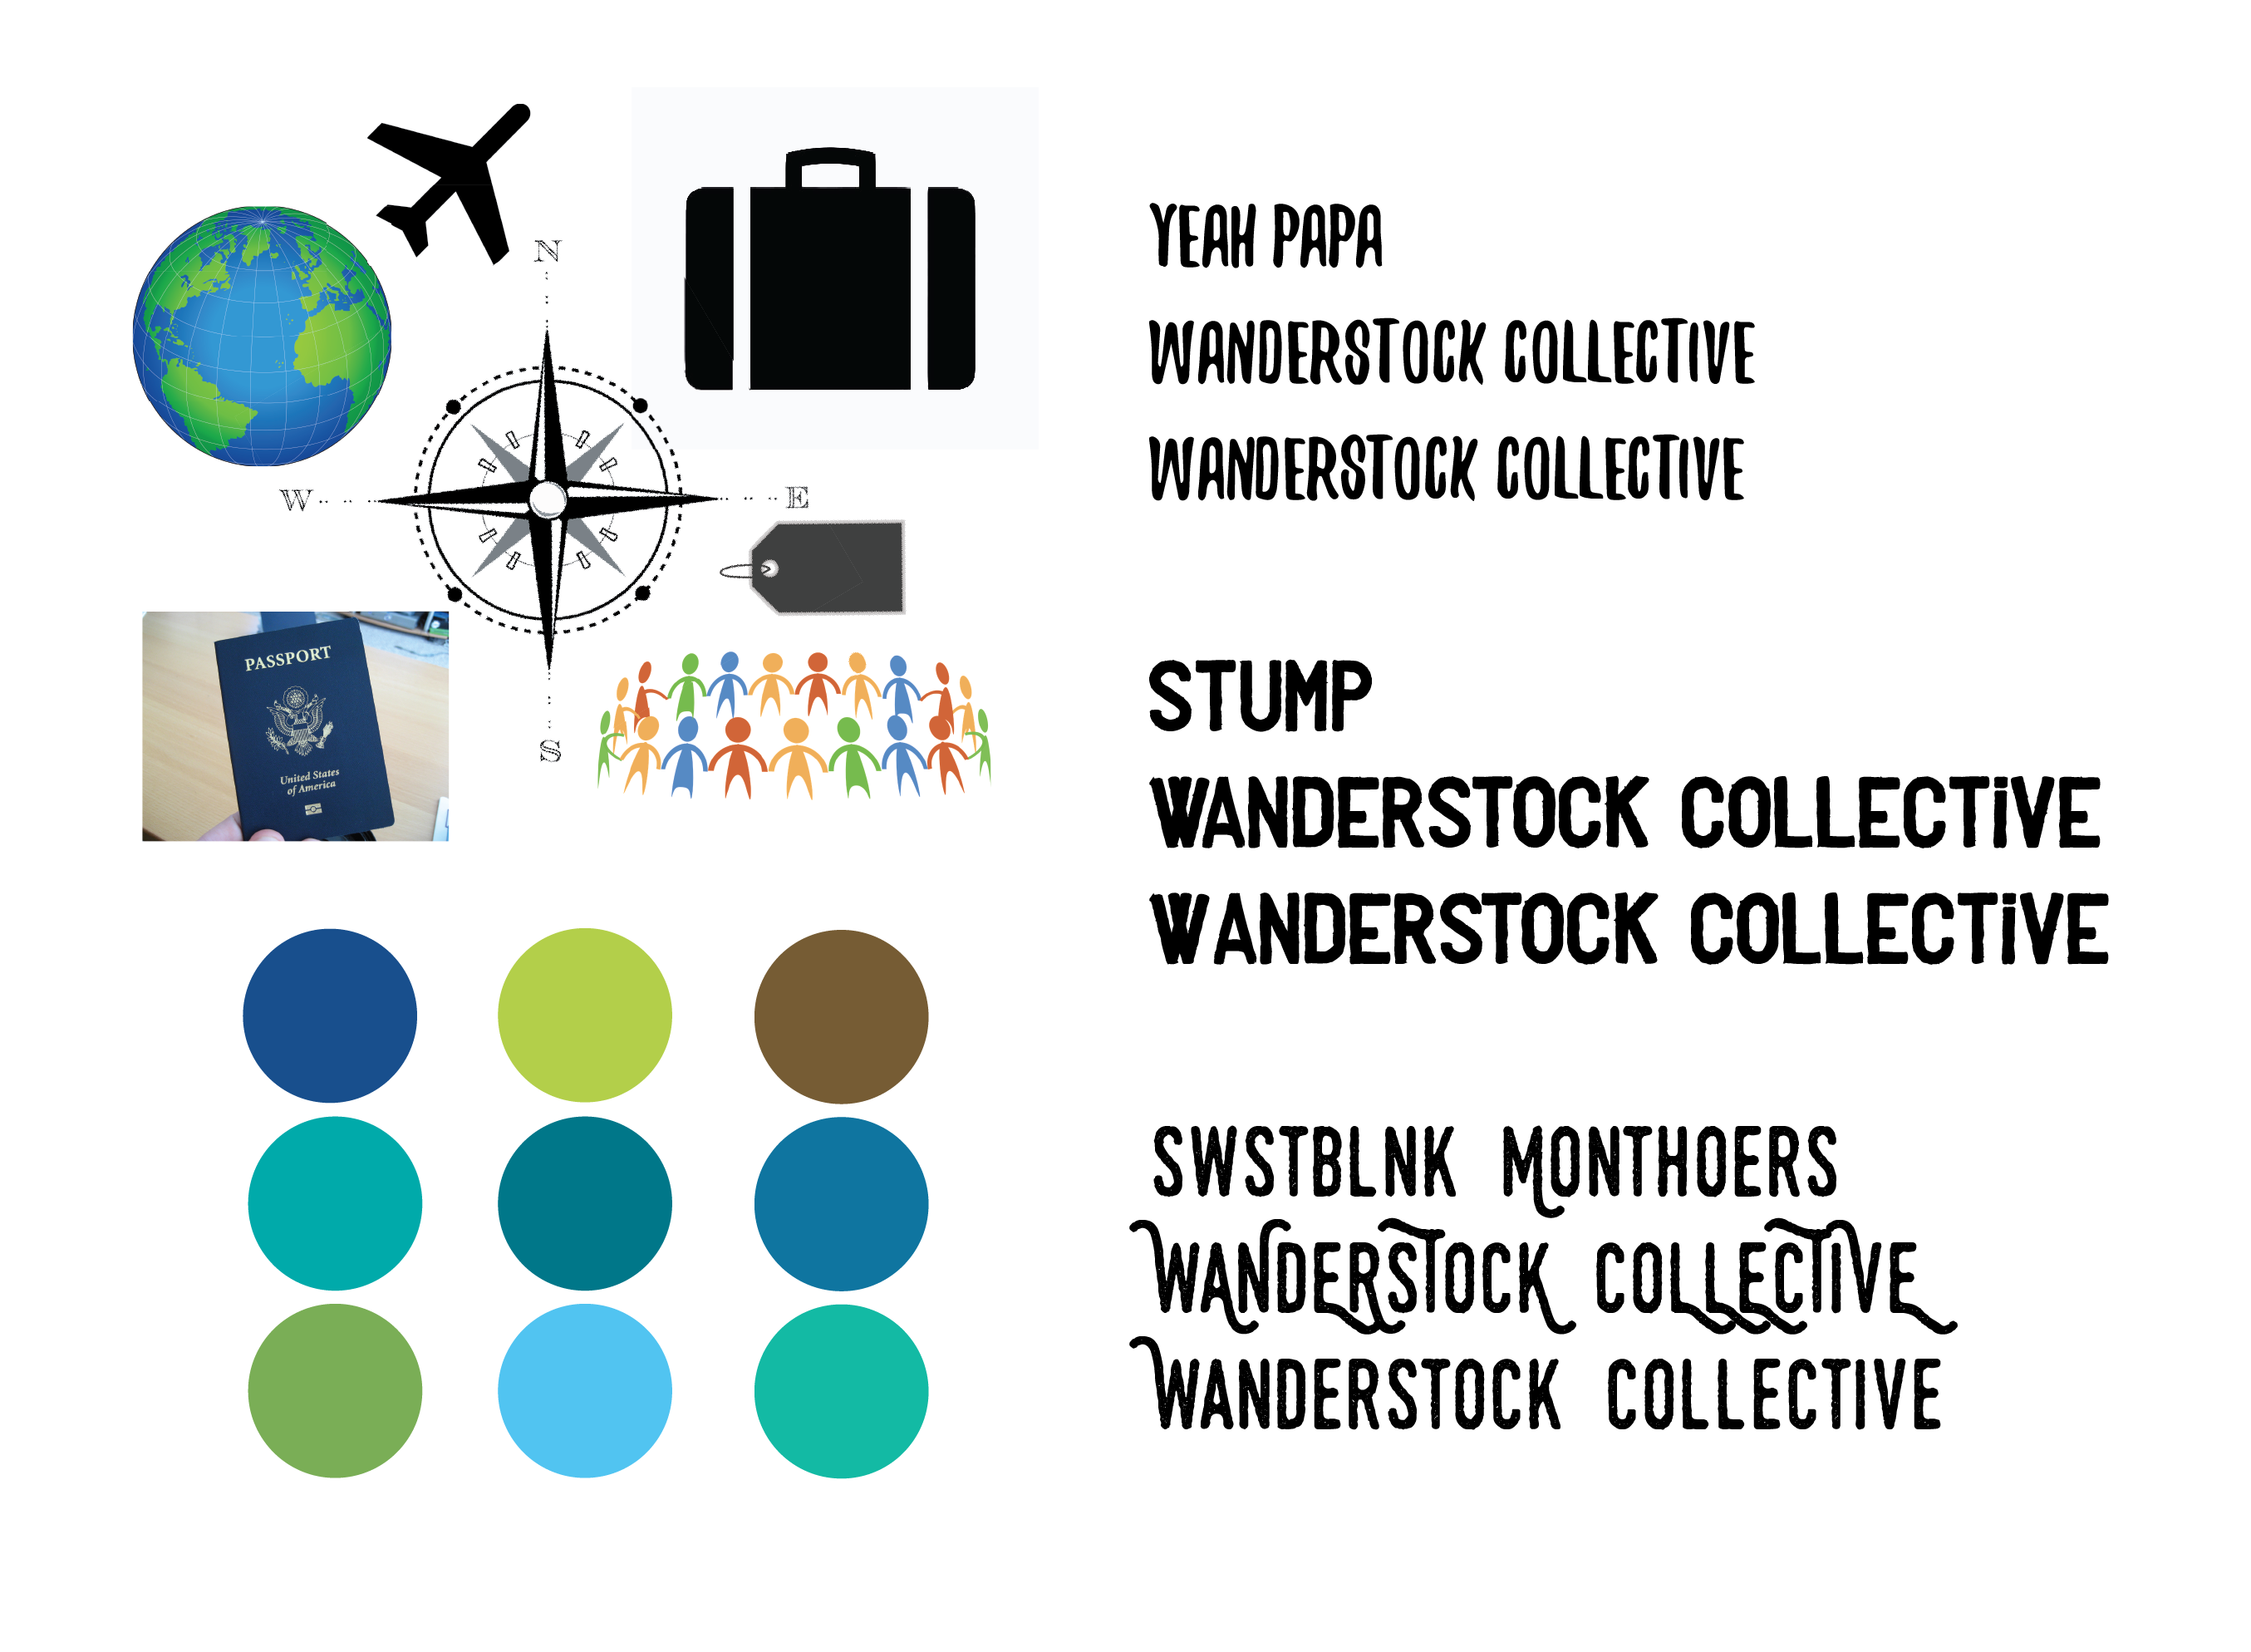 N
W
E
S
PASSPORT
United States
of America
YEAH PAPA
WANDERSTOCK COLLECTIVE
WANDERSTOCK COLLECTIVE
STUMP
WANDERSTOCK COLLECTiVE
WANDERSTOCK COLLECTiVE
SWSTBLNK MONTHOERS
WANDERSTOCK COLLECTIVE
WANDERSTOCK COLLECTIVE